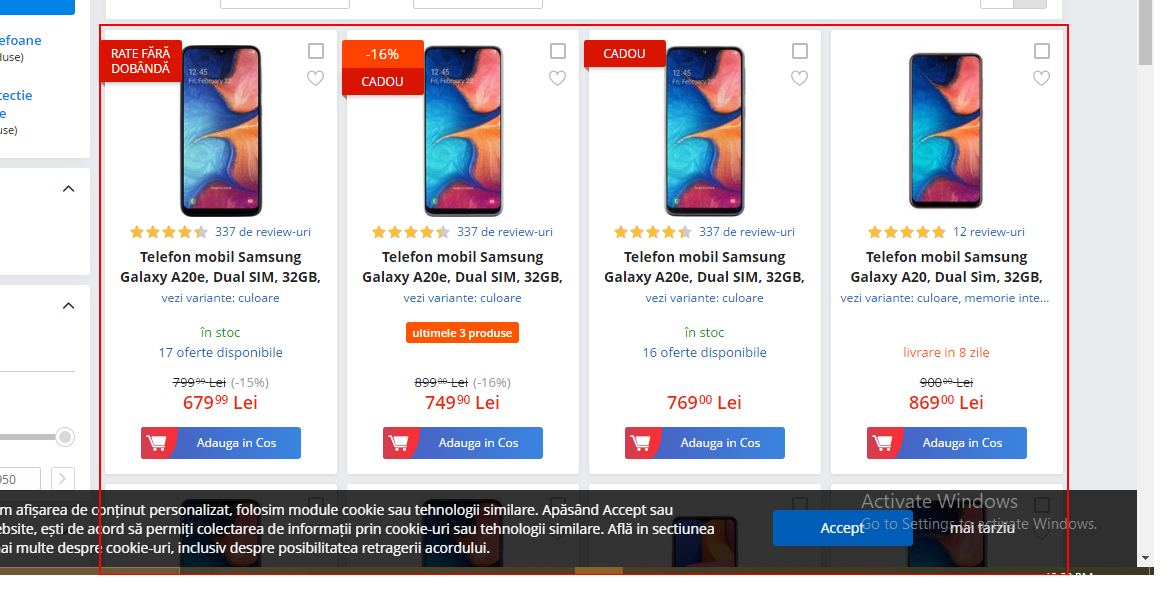 efoane
duse)
tectie
e
use)
950
RATE FĂRĂ
DOBÂNDĂ
12:45
Fri, February 22
337 de review-uri
Telefon mobil Samsung
Galaxy A20e, Dual SIM, 32GB,
vezi variante: culoare
în stoc
17 oferte disponibile
799⁹⁹ Lei (-15%)
679⁹⁹ Lei
Adauga in Cos
-16%
CADOU
12:45
Fri, February 22
337 de review-uri
Telefon mobil Samsung
Galaxy A20e, Dual SIM, 32GB,
vezi variante: culoare
ultimele 3 produse
899⁰⁰ Lei (-16%)
749⁹⁰ Lei
Adauga in Cos
CADOU
12:45
Fri, February 22
337 de review-uri
Telefon mobil Samsung
Galaxy A20e, Dual SIM, 32GB,
vezi variante: culoare
în stoc
16 oferte disponibile
769⁰⁰ Lei
Adauga in Cos
12 review-uri
Telefon mobil Samsung
Galaxy A20, Dual Sim, 32GB,
vezi variante: culoare, memorie inte...
livrare in 8 zile
900⁰⁰ Lei
869⁰⁰ Lei
Adauga in Cos
m afișarea de conținut personalizat, folosim module cookie sau tehnologii similare. Apăsând Accept sau
ebsite, ești de acord să permiți colectarea de informații prin cookie-uri sau tehnologii similare. Află in sectiunea
ai multe despre cookie-uri, inclusiv despre posibilitatea retragerii acordului.
Accept
mai târziu
Activate Windows
Go to Settings to activate Windows.